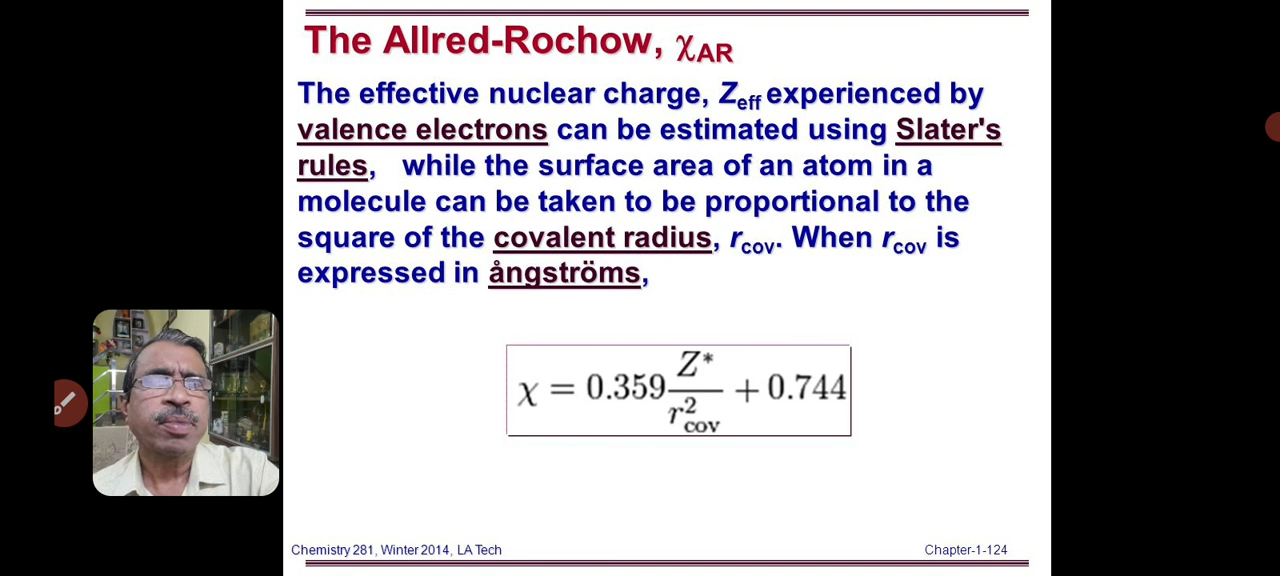 The Allred-Rochow, χAR
The effective nuclear charge, Zeff experienced by
valence electrons can be estimated using Slater's
rules, while the surface area of an atom in a
molecule can be taken to be proportional to the
square of the covalent radius, rcov. When rcov is
expressed in ångströms,
χ = 0.359 Z* / r²cov + 0.744
Chemistry 281, Winter 2014, LA Tech
Chapter-1-124